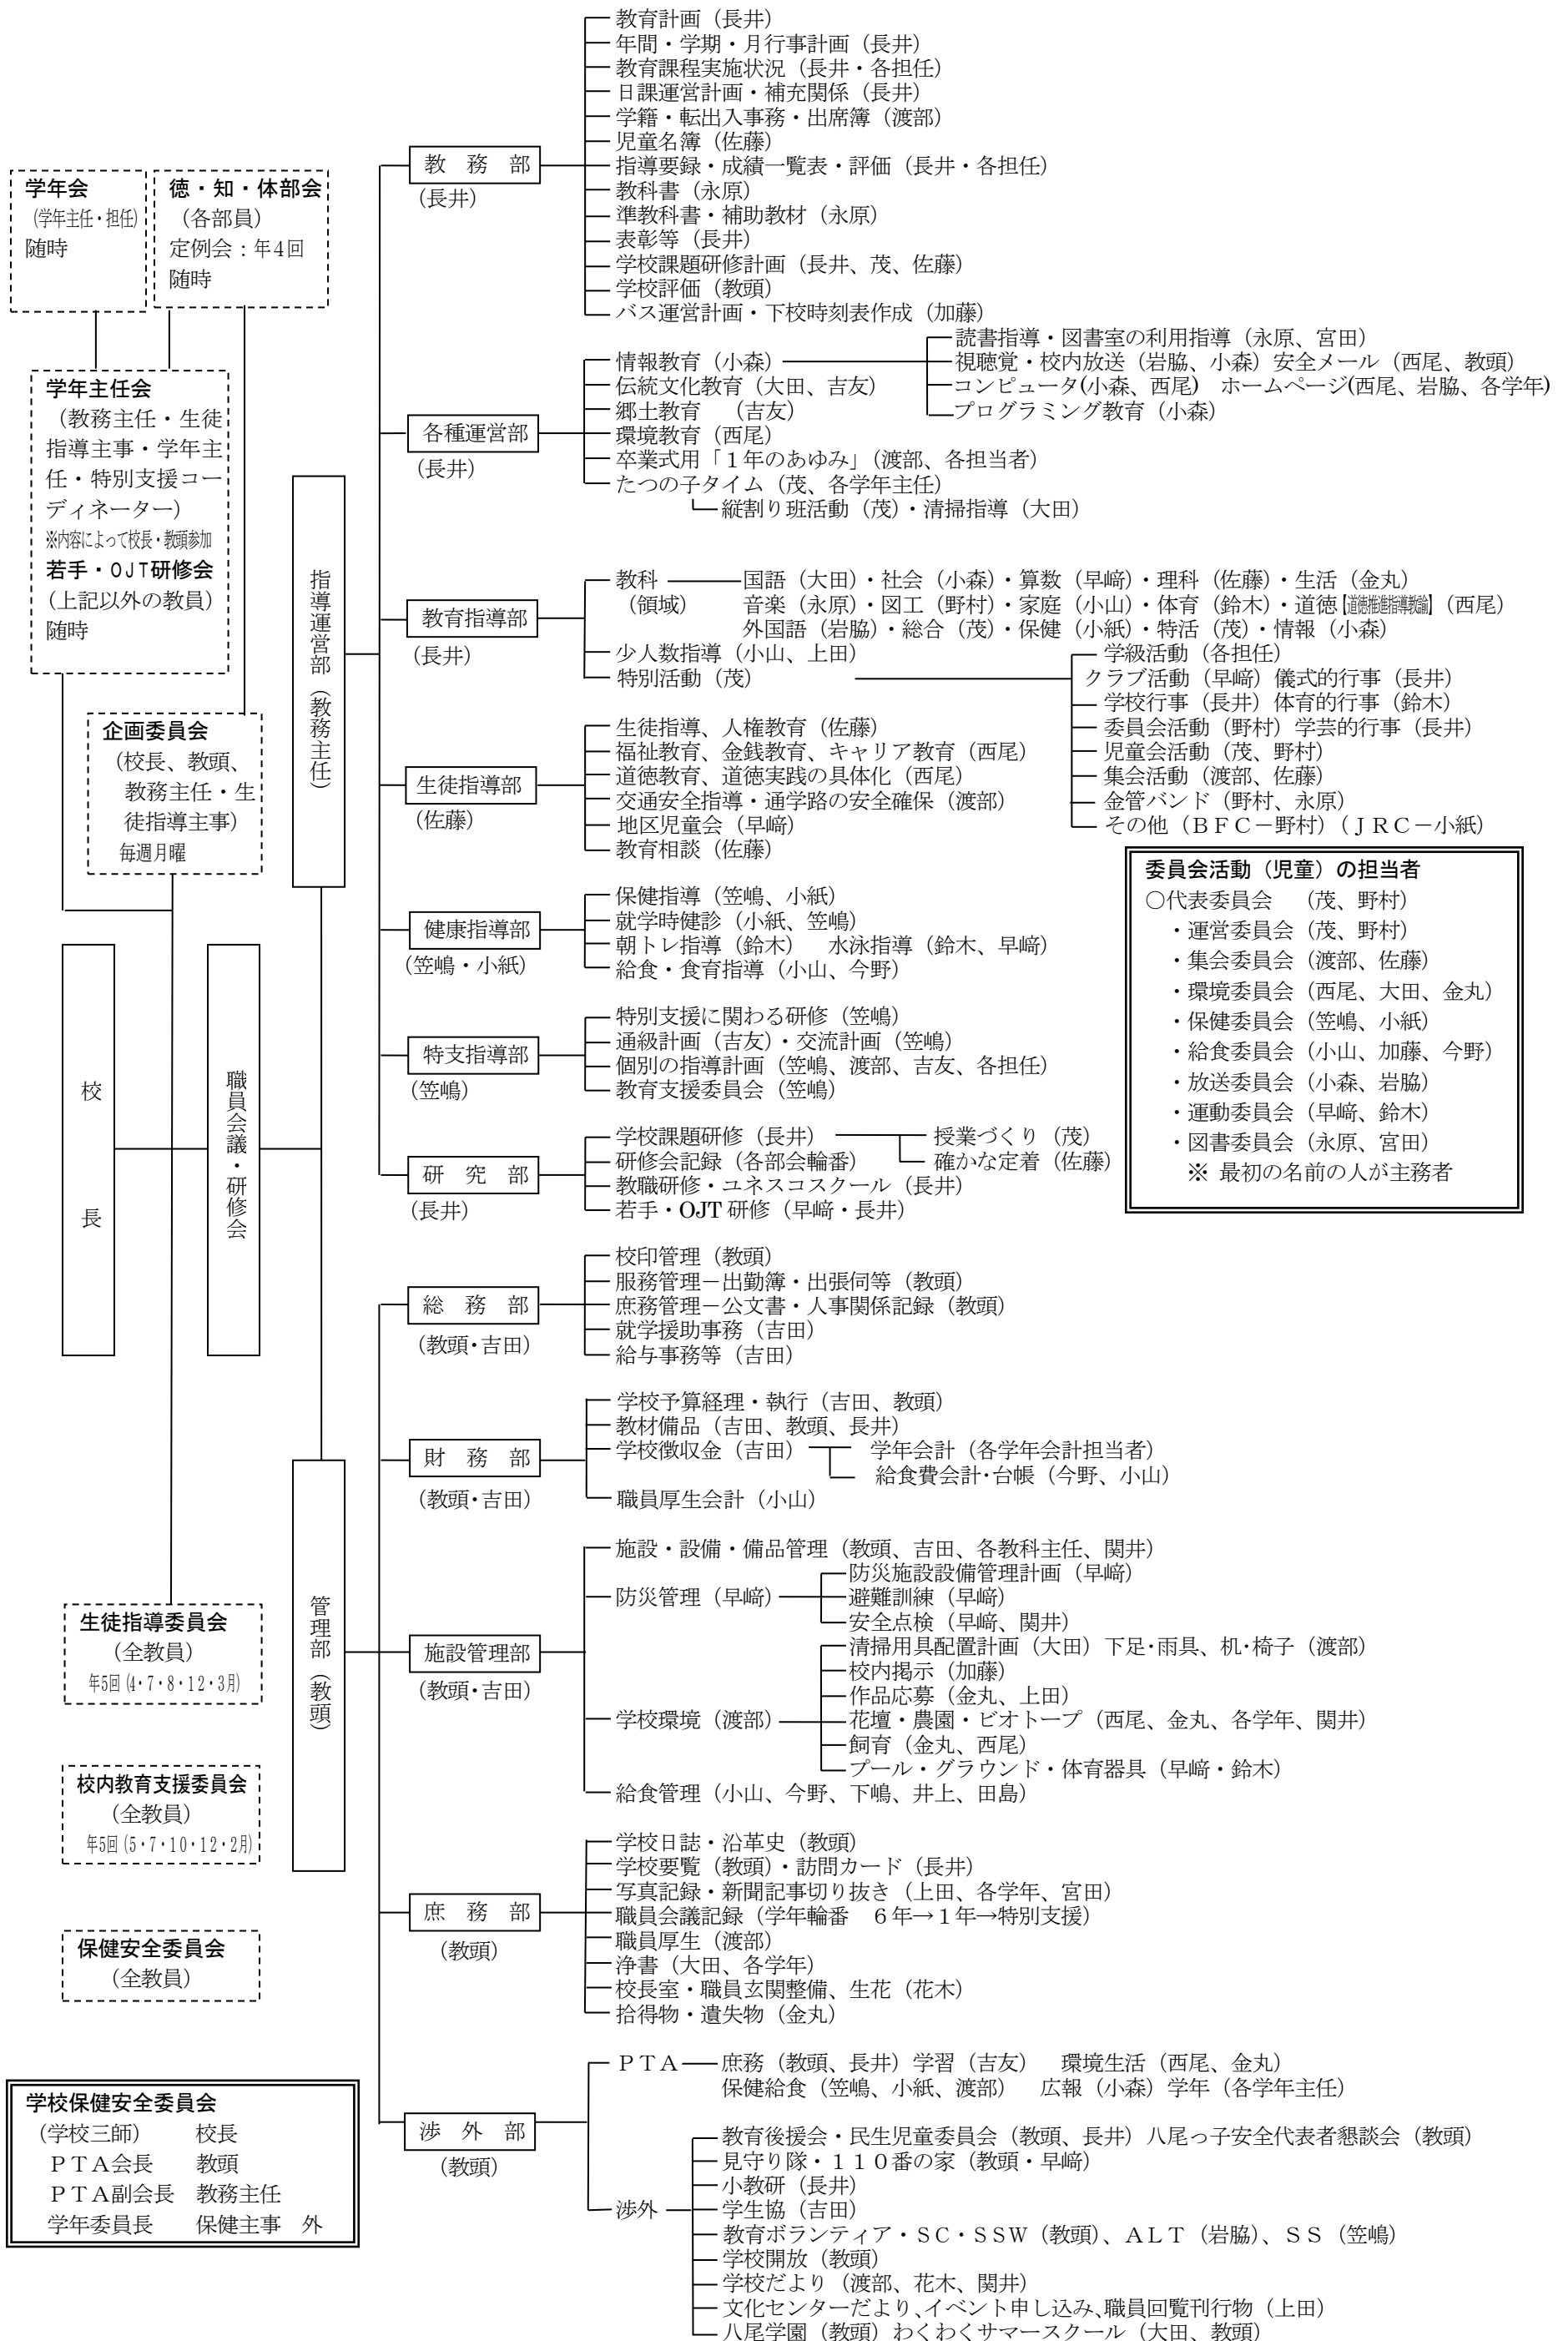 教育計画（長井）
年間・学期・月行事計画（長井）
教育課程実施状況（長井・各担任）
日課運営計画・補充関係（長井）
学籍・転出入事務・出席簿（渡部）
児童名簿（佐藤）
教　務　部
指導要録・成績一覧表・評価（長井・各担任）
（長井）
教科書（永原）
準教科書・補助教材（永原）
表彰等（長井）
学校課題研修計画（長井、茂、佐藤）
学校評価（教頭）
バス運営計画・下校時刻表作成（加藤）
学年会
（学年主任・担任）
随時
徳・知・体部会
（各部員）
定例会：年4回
随時
学年主任会
（教務主任・生徒
指導主事・学年主
任・特別支援コー
ディネーター）
※内容によって校長・教頭参加
若手・OJT研修会
（上記以外の教員）
随時
企画委員会
（校長、教頭、
教務主任・生
徒指導主事）
毎週月曜
校　長
職員会議・研修会
指導運営部（教務主任）
各種運営部
（長井）
情報教育（小森）
読書指導・図書室の利用指導（永原、宮田）
視聴覚・校内放送（岩脇、小森）安全メール（西尾、教頭）
コンピュータ(小森、西尾)　ホームページ(西尾、岩脇、各学年)
プログラミング教育（小森）
伝統文化教育（大田、吉友）
郷土教育　（吉友）
環境教育（西尾）
卒業式用「１年のあゆみ」（渡部、各担当者）
たつの子タイム（茂、各学年主任）
縦割り班活動（茂）・清掃指導（大田）
教育指導部
（長井）
教科
（領域）
国語（大田）・社会（小森）・算数（早﨑）・理科（佐藤）・生活（金丸）
音楽（永原）・図工（野村）・家庭（小山）・体育（鈴木）・道徳【道徳推進指導教諭】（西尾）
外国語（岩脇）・総合（茂）・保健（小紙）・特活（茂）・情報（小森）
少人数指導（小山、上田）
特別活動（茂）
学級活動（各担任）
クラブ活動（早﨑）儀式的行事（長井）
学校行事（長井）体育的行事（鈴木）
委員会活動（野村）学芸的行事（長井）
児童会活動（茂、野村）
集会活動（渡部、佐藤）
金管バンド（野村、永原）
その他（ＢＦＣ－野村）（ＪＲＣ－小紙）
生徒指導部
（佐藤）
生徒指導、人権教育（佐藤）
福祉教育、金銭教育、キャリア教育（西尾）
道徳教育、道徳実践の具体化（西尾）
交通安全指導・通学路の安全確保（渡部）
地区児童会（早﨑）
教育相談（佐藤）
委員会活動（児童）の担当者
○代表委員会　（茂、野村）
・運営委員会（茂、野村）
・集会委員会（渡部、佐藤）
・環境委員会（西尾、大田、金丸）
・保健委員会（笠嶋、小紙）
・給食委員会（小山、加藤、今野）
・放送委員会（小森、岩脇）
・運動委員会（早﨑、鈴木）
・図書委員会（永原、宮田）
※ 最初の名前の人が主務者
健康指導部
（笠嶋・小紙）
保健指導（笠嶋、小紙）
就学時健診（小紙、笠嶋）
朝トレ指導（鈴木）　水泳指導（鈴木、早﨑）
給食・食育指導（小山、今野）
特支指導部
（笠嶋）
特別支援に関わる研修（笠嶋）
通級計画（吉友）・交流計画（笠嶋）
個別の指導計画（笠嶋、渡部、吉友、各担任）
教育支援委員会（笠嶋）
研　究　部
（長井）
学校課題研修（長井）
授業づくり（茂）
確かな定着（佐藤）
研修会記録（各部会輪番）
教職研修・ユネスコスクール（長井）
若手・OJT 研修（早﨑・長井）
管理部（教頭）
総　務　部
（教頭・吉田）
校印管理（教頭）
服務管理－出勤簿・出張伺等（教頭）
庶務管理－公文書・人事関係記録（教頭）
就学援助事務（吉田）
給与事務等（吉田）
財　務　部
（教頭・吉田）
学校予算経理・執行（吉田、教頭）
教材備品（吉田、教頭、長井）
学校徴収金（吉田）
学年会計（各学年会計担当者）
給食費会計・台帳（今野、小山）
職員厚生会計（小山）
施設管理部
（教頭・吉田）
施設・設備・備品管理（教頭、吉田、各教科主任、関井）
防災管理（早﨑）
防災施設設備管理計画（早﨑）
避難訓練（早﨑）
安全点検（早﨑、関井）
学校環境（渡部）
清掃用具配置計画（大田）下足・雨具、机・椅子（渡部）
校内掲示（加藤）
作品応募（金丸、上田）
花壇・農園・ビオトープ（西尾、金丸、各学年、関井）
飼育（金丸、西尾）
プール・グラウンド・体育器具（早﨑・鈴木）
給食管理（小山、今野、下嶋、井上、田島）
生徒指導委員会
（全教員）
年5回（4・7・8・12・3月）
校内教育支援委員会
（全教員）
年5回（5・7・10・12・2月）
保健安全委員会
（全教員）
庶　務　部
（教頭）
学校日誌・沿革史（教頭）
学校要覧（教頭）・訪問カード（長井）
写真記録・新聞記事切り抜き（上田、各学年、宮田）
職員会議記録（学年輪番　６年→１年→特別支援）
職員厚生（渡部）
浄書（大田、各学年）
校長室・職員玄関整備、生花（花木）
拾得物・遺失物（金丸）
学校保健安全委員会
（学校三師）　校長
ＰＴＡ会長　教頭
ＰＴＡ副会長　教務主任
学年委員長　保健主事　外
渉　外　部
（教頭）
ＰＴＡ
庶務（教頭、長井）学習（吉友）　環境生活（西尾、金丸）
保健給食（笠嶋、小紙、渡部）　広報（小森）学年（各学年主任）
渉外
教育後援会・民生児童委員会（教頭、長井）八尾っ子安全代表者懇談会（教頭）
見守り隊・１１０番の家（教頭・早﨑）
小教研（長井）
学生協（吉田）
教育ボランティア・ＳＣ・ＳＳＷ（教頭）、ＡＬＴ（岩脇）、ＳＳ（笠嶋）
学校開放（教頭）
学校だより（渡部、花木、関井）
文化センターだより、イベント申し込み、職員回覧刊行物（上田）
八尾学園（教頭）わくわくサマースクール（大田、教頭）